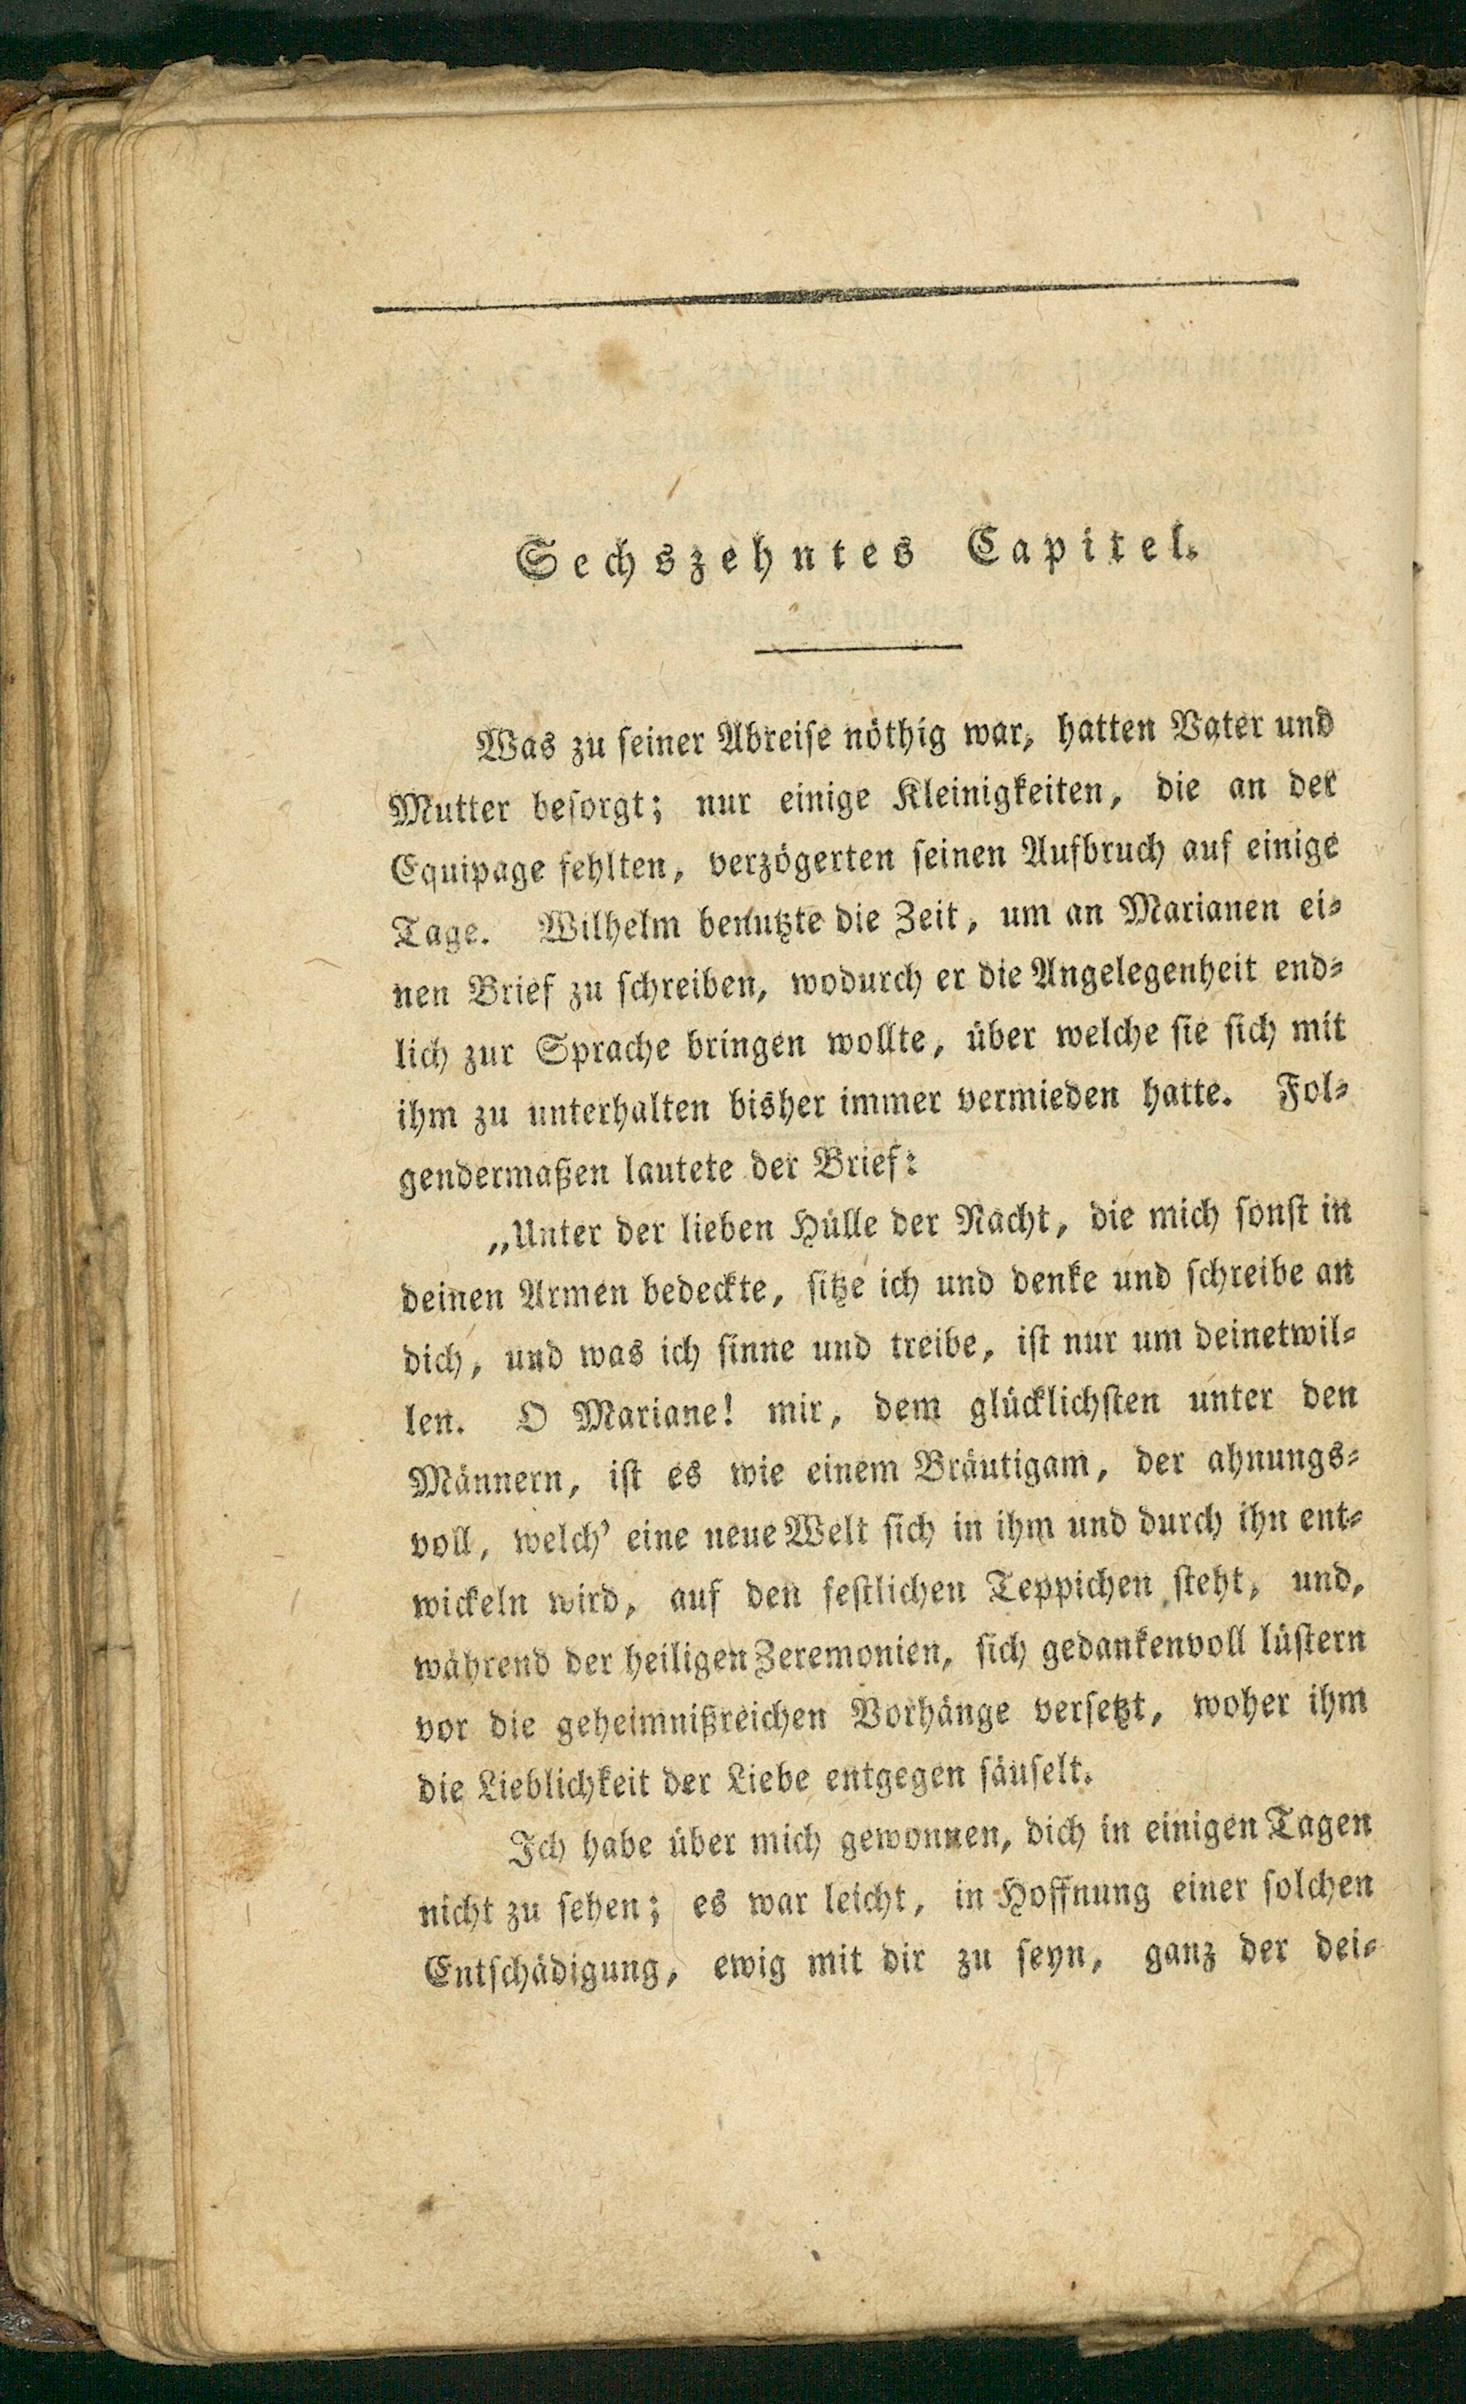 Sechszehntes Capitel.
Was zu seiner Abreise nöthig war, hatten Vater und
Mutter besorgt; nur einige Kleinigkeiten, die an der
Equipage fehlten, verzögerten seinen Aufbruch auf einige
Tage. Wilhelm benutzte die Zeit, um an Marianen ei⸗
nen Brief zu schreiben, wodurch er die Angelegenheit end⸗
lich zur Sprache bringen wollte, über welche sie sich mit
ihm zu unterhalten bisher immer vermieden hatte. Fol⸗
gendermaßen lautete der Brief:
„Unter der lieben Hülle der Nacht, die mich sonst in
deinen Armen bedeckte, sitze ich und denke und schreibe an
dich, und was ich sinne und treibe, ist nur um deinetwil⸗
len. O Mariane! mir, dem glücklichsten unter den
Männern, ist es wie einem Bräutigam, der ahnungs⸗
voll, welch' eine neue Welt sich in ihm und durch ihn ent⸗
wickeln wird, auf den festlichen Teppichen steht, und,
während der heiligen Zeremonien, sich gedankenvoll lüstern
vor die geheimnißreichen Vorhänge versetzt, woher ihm
die Lieblichkeit der Liebe entgegen säuselt.
Ich habe über mich gewonnen, dich in einigen Tagen
nicht zu sehen; es war leicht, in Hoffnung einer solchen
Entschädigung, ewig mit dir zu seyn, ganz der dei⸗